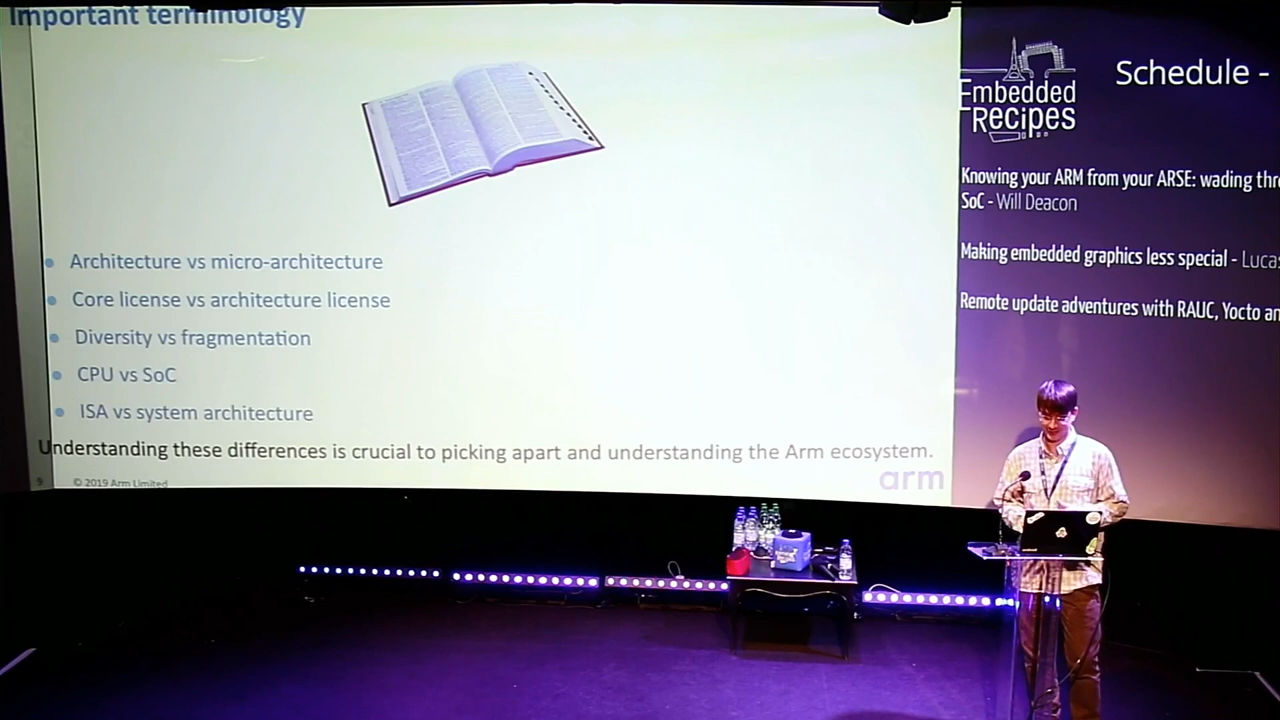 Important terminology
Architecture vs micro-architecture
Core license vs architecture license
Diversity vs fragmentation
CPU vs SoC
ISA vs system architecture
Understanding these differences is crucial to picking apart and understanding the Arm ecosystem.
9 © 2019 Arm Limited
arm
Embedded
Recipes
Schedule -
Knowing your ARM from your ARSE: wading thr
SoC - Will Deacon
Making embedded graphics less special - Luca
Remote update adventures with RAUC, Yocto an